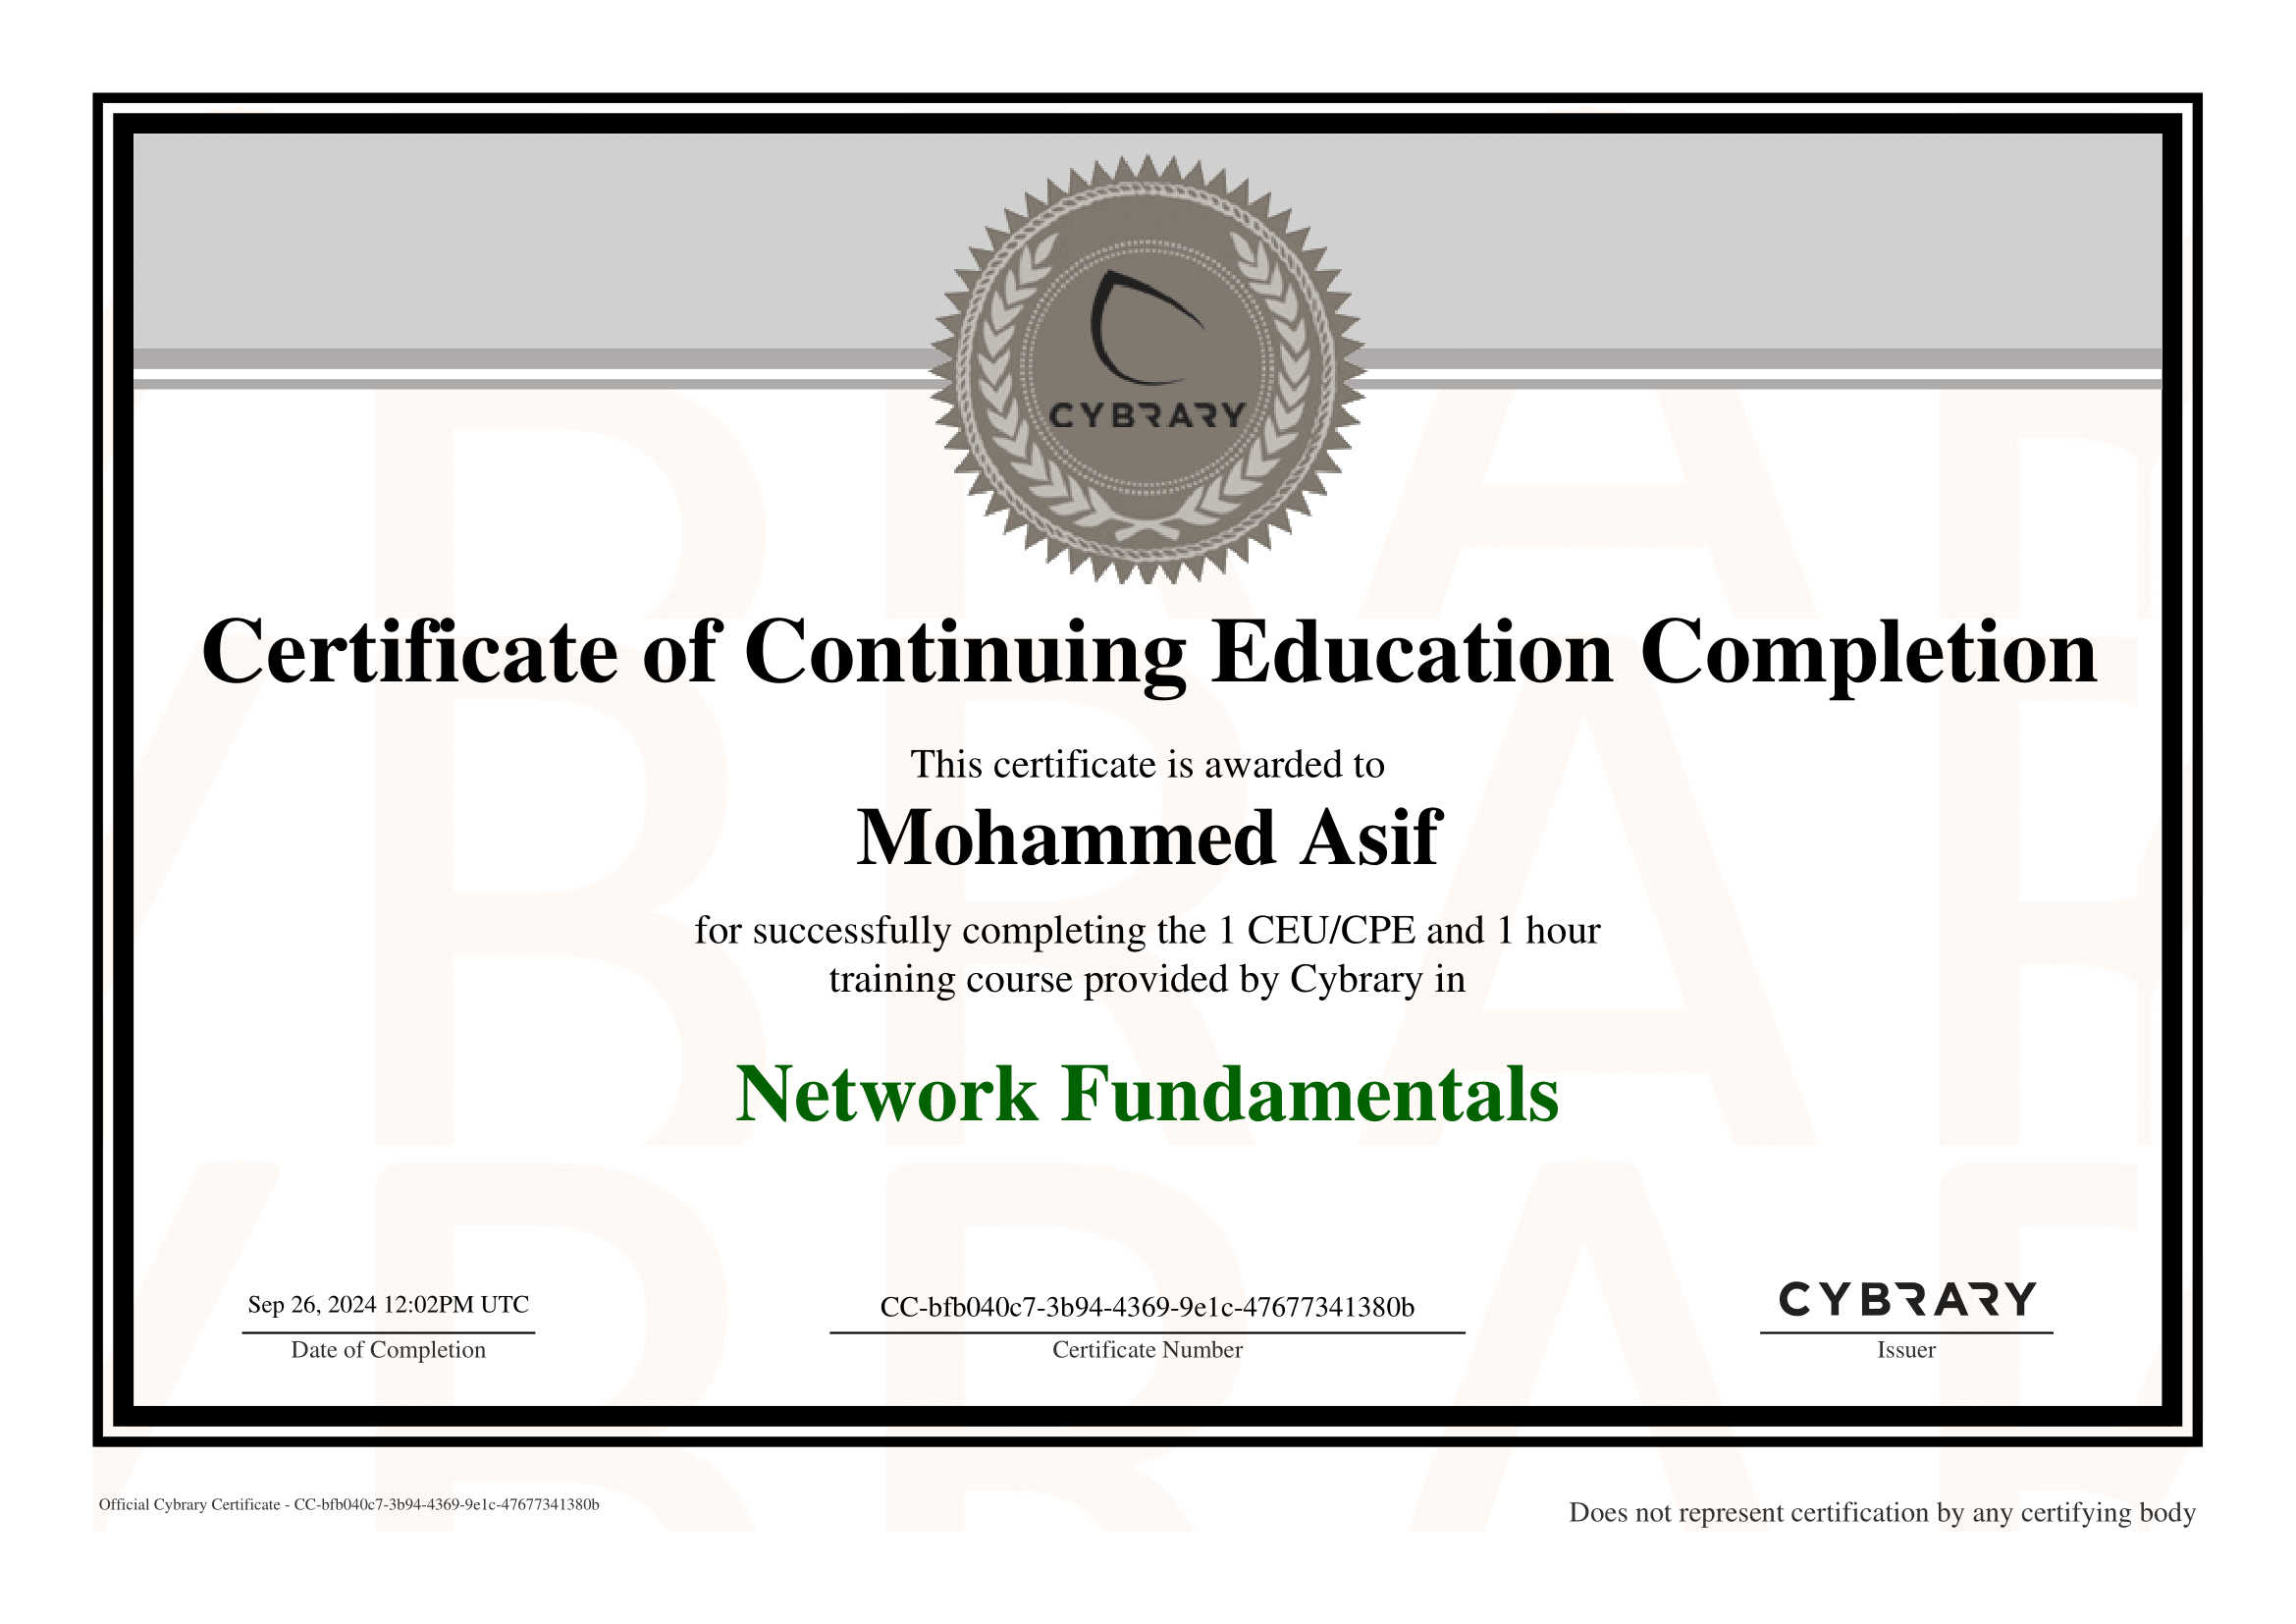 CYBRARY
Certificate of Continuing Education Completion
This certificate is awarded to
Mohammed Asif
for successfully completing the 1 CEU/CPE and 1 hour
training course provided by Cybrary in
Network Fundamentals
Sep 26, 2024 12:02PM UTC
Date of Completion
CC-bfb040c7-3b94-4369-9e1c-47677341380b
Certificate Number
CYBRARY
Issuer
Official Cybrary Certificate - CC-bfb040c7-3b94-4369-9e1c-47677341380b
Does not represent certification by any certifying body